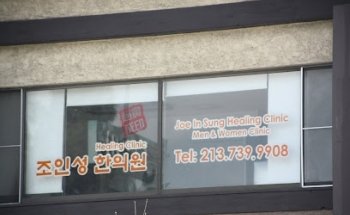 Healing Clinic
조인성 한의원
Joe In Sung Healing Clinic
Men & Women Clinic
Tel: 213.739.9908